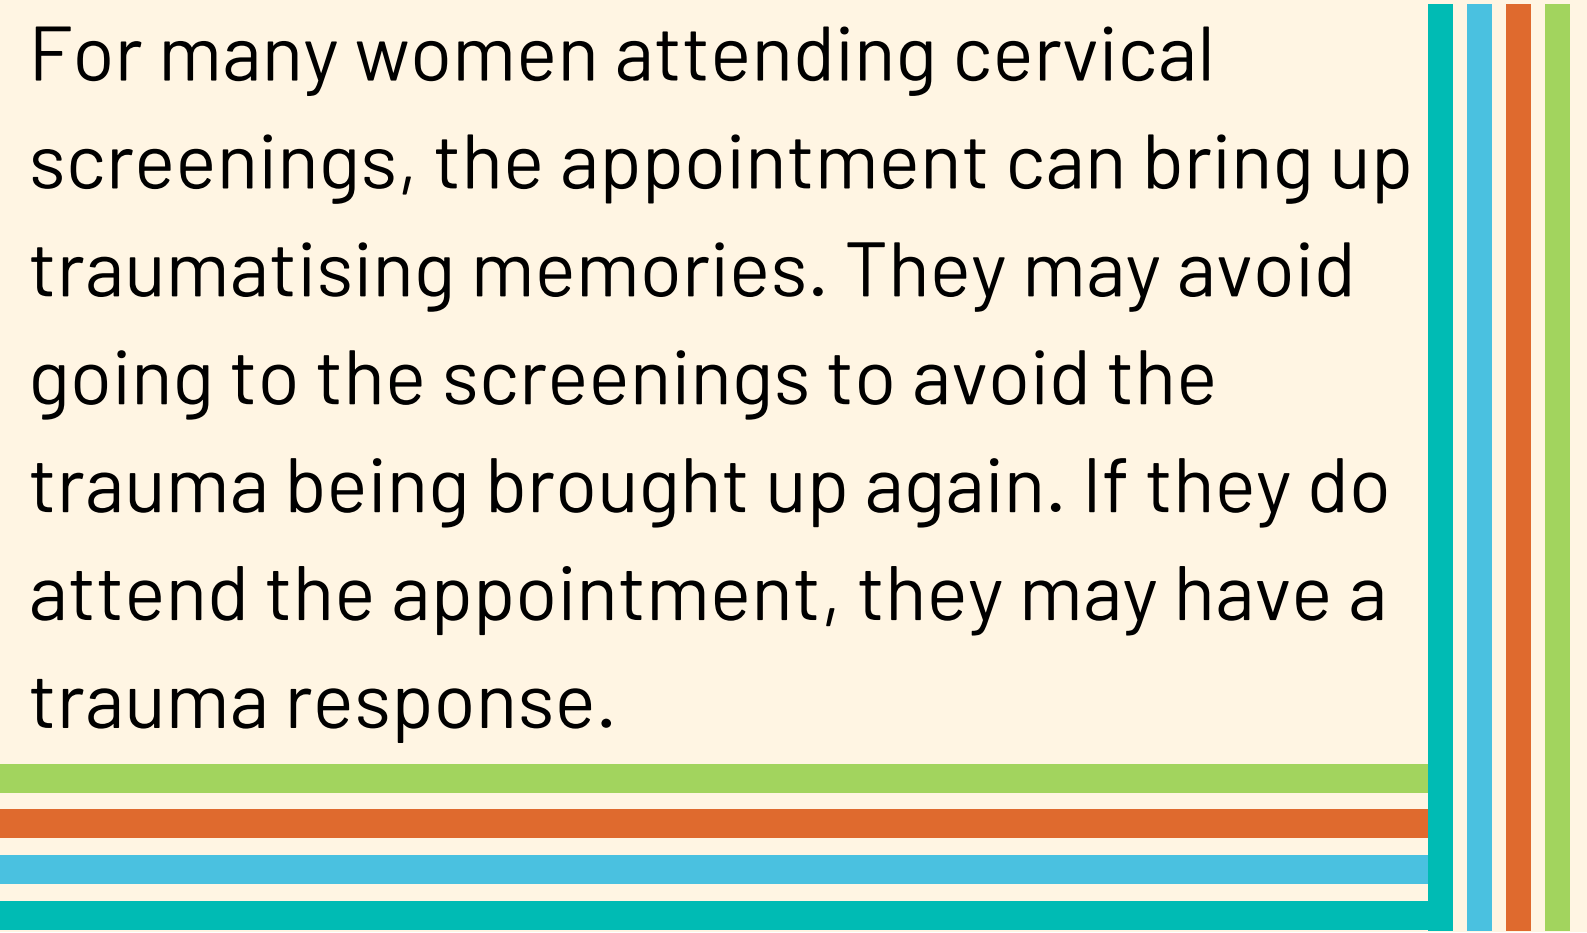 For many women attending cervical
screenings, the appointment can bring up
traumatising memories. They may avoid
going to the screenings to avoid the
trauma being brought up again. If they do
attend the appointment, they may have a
trauma response.